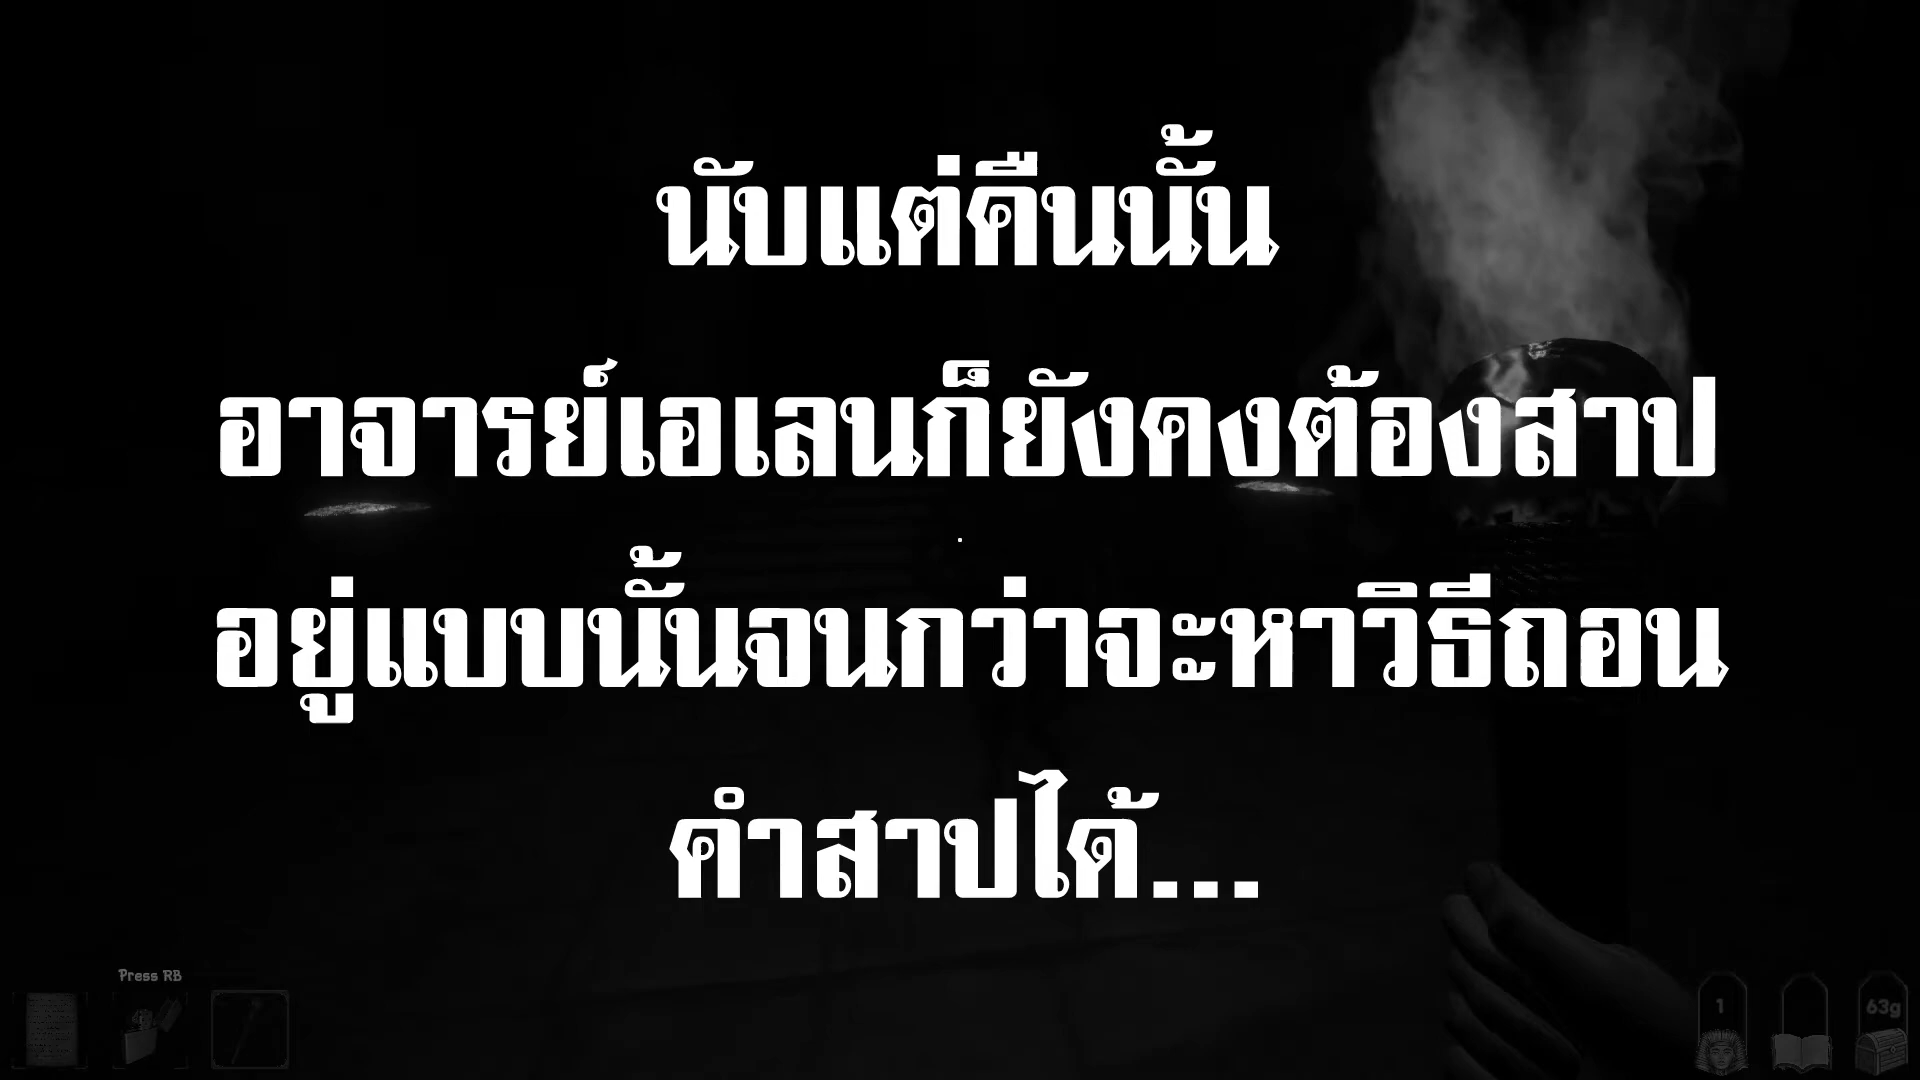 นับแต่คืนนั้น
อาจารย์เอเลนก็ยังคงต้องสาป
อยู่แบบนั้นจนกว่าจะหาวิธีถอน
คำสาปได้...
Press RB
1
63g